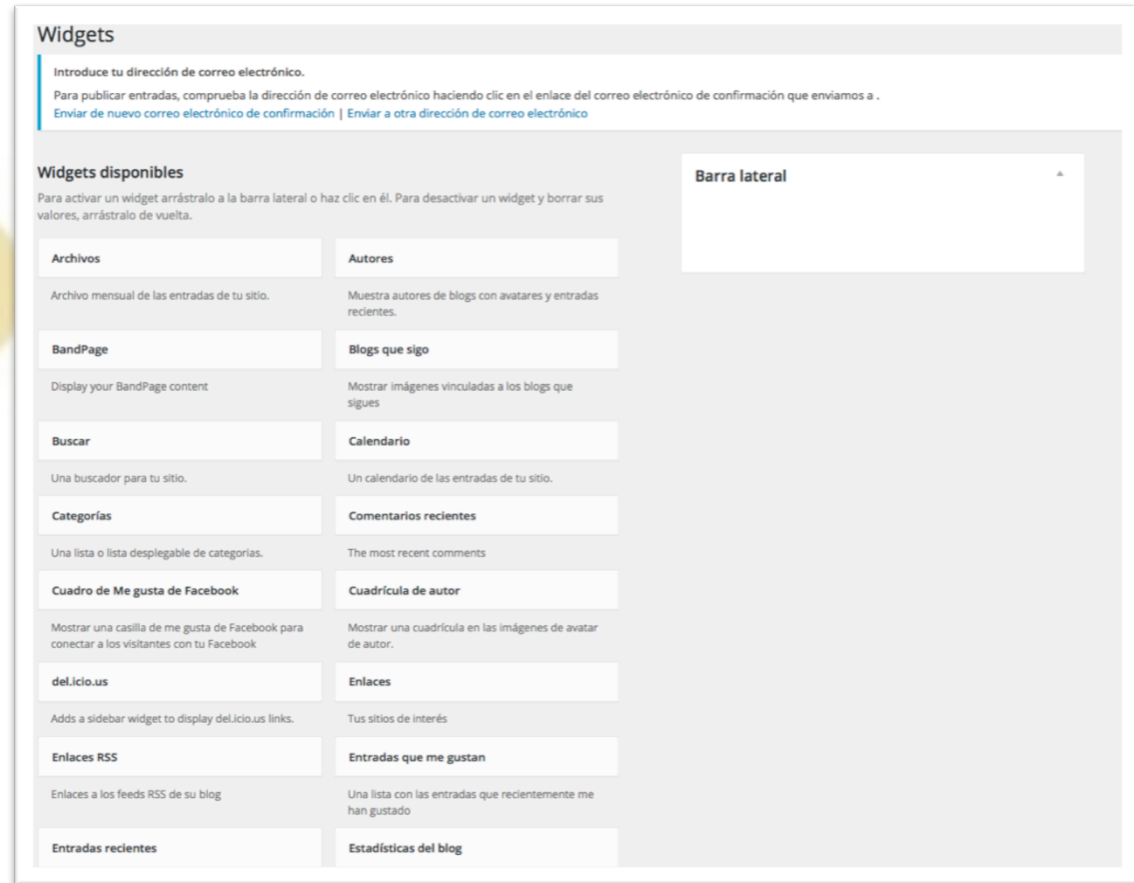 Widgets
Introduce tu dirección de correo electrónico.
Para publicar entradas, comprueba la dirección de correo electrónico haciendo clic en el enlace del correo electrónico de confirmación que enviamos a .
Enviar de nuevo correo electrónico de confirmación | Enviar a otra dirección de correo electrónico
Widgets disponibles
Para activar un widget arrástralo a la barra lateral o haz clic en él. Para desactivar un widget y borrar sus
valores, arrástralo de vuelta.
Barra lateral
Archivos
Autores
Archivo mensual de las entradas de tu sitio.
Muestra autores de blogs con avatares y entradas
recientes.
BandPage
Blogs que sigo
Display your BandPage content
Mostrar imágenes vinculadas a los blogs que
sigues
Buscar
Calendario
Una buscador para tu sitio.
Un calendario de las entradas de tu sitio.
Categorías
Comentarios recientes
Una lista o lista desplegable de categorias.
The most recent comments
Cuadro de Me gusta de Facebook
Cuadrícula de autor
Mostrar una casilla de me gusta de Facebook para
conectar a los visitantes con tu Facebook
Mostrar una cuadrícula en las imágenes de avatar
de autor.
del.icio.us
Enlaces
Adds a sidebar widget to display del.icio.us links.
Tus sitios de interés
Enlaces RSS
Entradas que me gustan
Enlaces a los feeds RSS de su blog
Una lista con las entradas que recientemente me
han gustado
Entradas recientes
Estadísticas del blog